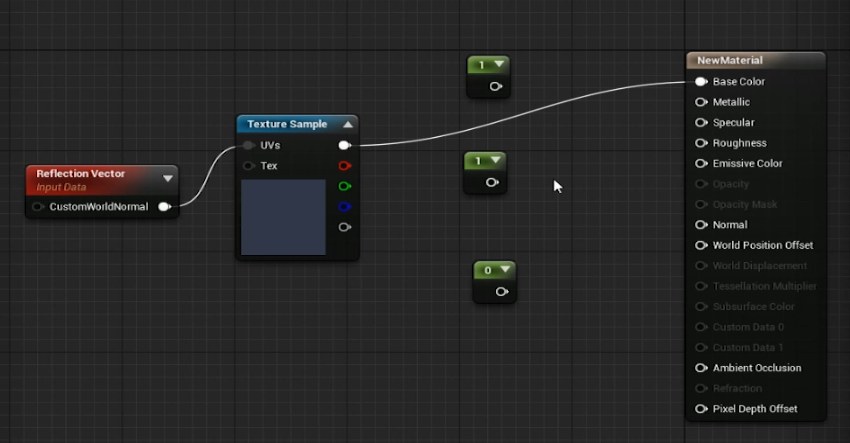 Reflection Vector
Input Data
CustomWorldNormal
Texture Sample
UVs
Tex
1
1
0
NewMaterial
Base Color
Metallic
Specular
Roughness
Emissive Color
Opacity
Opacity Mask
Normal
World Position Offset
World Displacement
Tessellation Multiplier
Subsurface Color
Custom Data 0
Custom Data 1
Ambient Occlusion
Refraction
Pixel Depth Offset